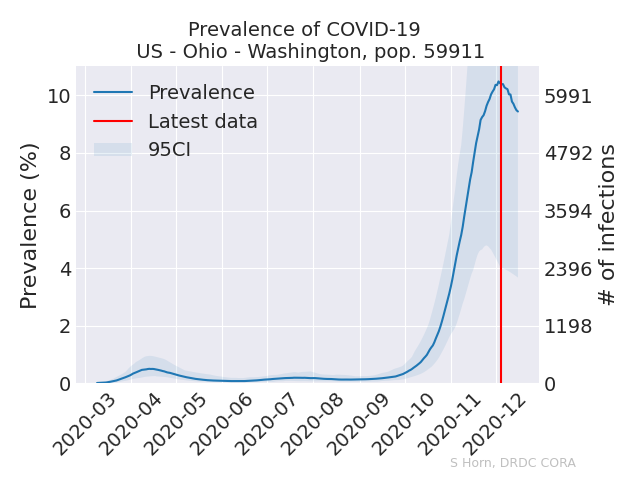 Prevalence of COVID-19
US - Ohio - Washington, pop. 59911
Prevalence
Latest data
95CI
Prevalence (%)
10
8
6
4
2
0
5991
4792
3594
2396
1198
0
# of infections
2020-03
2020-04
2020-05
2020-06
2020-07
2020-08
2020-09
2020-10
2020-11
2020-12
S Horn, DRDC CORA